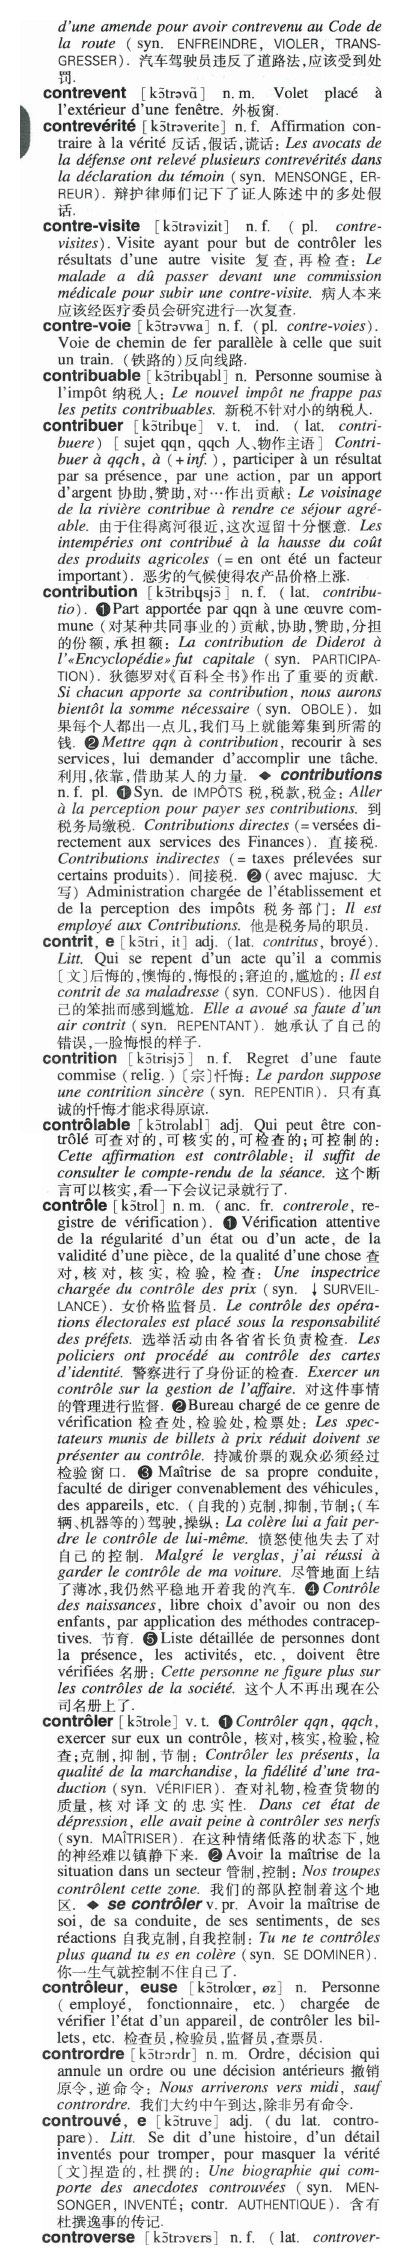 d'une amende pour avoir contrevenu au Code de
la route ( syn. ENFREINDRE, VIOLER, TRANS-
GRESSER ) . 汽车驾驶员违反了道路法,应该受到处
罚.
contrevent [ kɔ̃trəvɑ̃ ] n. m. Volet placé à
l'extérieur d'une fenêtre. 外板窗.
contrevérité [ kɔ̃trəverite ] n. f. Affirmation con-
traire à la vérité 反话,假话,谎话: Les avocats de
la défense ont relevé plusieurs contrevérités dans
la déclaration du témoin ( syn. MENSONGE, ER-
REUR ) . 辩护律师们记下了证人陈述中的多处假
话.
contre-visite [ kɔ̃trəvizit ] n. f. ( pl. contre-
visites ) . Visite ayant pour but de contrôler les
résultats d'une autre visite 复查,再检查: Le
malade a dû passer devant une commission
médicale pour subir une contre-visite. 病人本来
应该经医疗委员会研究进行一次复查.
contre-voie [ kɔ̃trəvwa ] n. f. ( pl. contre-voies ) .
Voie de chemin de fer parallèle à celle que suit
un train. (铁路的)反向线路.
contribuable [ kɔ̃tribɥabl ] n. Personne soumise à
l'impôt 纳税人: Le nouvel impôt ne frappe pas
les petits contribuables. 新税不针对小的纳税人.
contribuer [ kɔ̃tribɥe ] v. t. ind. ( lat. contri-
buere ) [ sujet qqn, qqch 人、物作主语 ] Contri-
buer à qqch, à ( + inf. ) , participer à un résultat
par sa présence, par une action, par un apport
d'argent 协助,赞助,对…作出贡献: Le voisinage
de la rivière contribue à rendre ce séjour agré-
able. 由于住得离河很近,这次逗留十分惬意. Les
intempéries ont contribué à la hausse du coût
des produits agricoles ( = en ont été un facteur
important ) . 恶劣的气候使得农产品价格上涨.
contribution [ kɔ̃tribɥsjɔ̃ ] n. f. ( lat. contribu-
tio ) . ❶ Part apportée par qqn à une œuvre com-
mune (对某种共同事业的)贡献,协助,赞助,分担
的份额,承担额: La contribution de Diderot à
l'«Encyclopédie» fut capitale ( syn. PARTICIPA-
TION ) . 狄德罗对《百科全书》作出了重要的贡献.
Si chacun apporte sa contribution, nous aurons
bientôt la somme nécessaire ( syn. OBOLE ) . 如
果每个人都出一点儿,我们马上就能筹集到所需的
钱. ❷ Mettre qqn à contribution, recourir à ses
services, lui demander d'accomplir une tâche.
利用,依靠,借助某人的力量. ◆ contributions
n. f. pl. ❶ Syn. de IMPÔTS 税,税款,税金: Aller
à la perception pour payer ses contributions. 到
税务局缴税. Contributions directes ( = versées di-
rectement aux services des Finances ) . 直接税.
Contributions indirectes ( = taxes prélevées sur
certains produits ) . 间接税. ❷ ( avec majusc. 大
写) Administration chargée de l'établissement et
de la perception des impôts 税务部门: Il est
employé aux Contributions. 他是税务局的职员.
contrit, e [ kɔ̃tri, it ] adj. ( lat. contritus, broyé ) .
Litt. Qui se repent d'un acte qu'il a commis
〔文〕后悔的,懊悔的,悔恨的;窘迫的,尴尬的: Il est
contrit de sa maladresse ( syn. CONFUS ) . 他因自
己的笨拙而感到尴尬. Elle a avoué sa faute d'un
air contrit ( syn. REPENTANT ) . 她承认了自己的
错误,一脸悔恨的样子.
contrition [ kɔ̃trisjɔ̃ ] n. f. Regret d'une faute
commise ( relig. ) 〔宗〕忏悔: Le pardon suppose
une contrition sincère ( syn. REPENTIR ) . 只有真
诚的忏悔才能求得原谅.
contrôlable [ kɔ̃trolabl ] adj. Qui peut être con-
trôlé 可查对的,可核实的,可检查的;可控制的:
Cette affirmation est contrôlable: il suffit de
consulter le compte-rendu de la séance. 这个断
言可以核实,看一下会议记录就行了.
contrôle [ kɔ̃trol ] n. m. ( anc. fr. contrerole, re-
gistre de vérification ) . ❶ Vérification attentive
de la régularité d'un état ou d'un acte, de la
validité d'une pièce, de la qualité d'une chose 查
对,核对,核实,检验,检查: Une inspectrice
chargée du contrôle des prix ( syn. ↓ SURVEIL-
LANCE ) . 女价格监督员. Le contrôle des opéra-
tions électorales est placé sous la responsabilité
des préfets. 选举活动由各省省长负责检查. Les
policiers ont procédé au contrôle des cartes
d'identité. 警察进行了身份证的检查. Exercer un
contrôle sur la gestion de l'affaire. 对这件事情
的管理进行监督. ❷ Bureau chargé de ce genre de
vérification 检查处,检验处,检票处: Les spec-
tateurs munis de billets à prix réduit doivent se
présenter au contrôle. 持减价票的观众必须经过
检验窗口. ❸ Maîtrise de sa propre conduite,
faculté de diriger convenablement des véhicules,
des appareils, etc. (自我的)克制,抑制,节制;(车
辆、机器等的)驾驶,操纵: La colère lui a fait per-
dre le contrôle de lui-même. 愤怒使他失去了对
自己的控制. Malgré le verglas, j'ai réussi à
garder le contrôle de ma voiture. 尽管地面上结
了薄冰,我仍然平稳地开着我的汽车. ❹ Contrôle
des naissances, libre choix d'avoir ou non des
enfants, par application des méthodes contracep-
tives. 节育. ❺ Liste détaillée de personnes dont
la présence, les activités, etc. , doivent être
vérifiées 名册: Cette personne ne figure plus sur
les contrôles de la société. 这个人不再出现在公
司名册上了.
contrôler [ kɔ̃trole ] v. t. ❶ Contrôler qqn, qqch,
exercer sur eux un contrôle, 核对,核实,检验,检
查;克制,抑制,节制: Contrôler les présents, la
qualité de la marchandise, la fidélité d'une tra-
duction ( syn. VÉRIFIER ) . 查对礼物,检查货物的
质量,核对译文的忠实性. Dans cet état de
dépression, elle avait peine à contrôler ses nerfs
( syn. MAÎTRISER ) . 在这种情绪低落的状态下,她
的神经难以镇静下来. ❷ Avoir la maîtrise de la
situation dans un secteur 管制,控制: Nos troupes
contrôlent cette zone. 我们的部队控制着这个地
区. ◆ se contrôler v. pr. Avoir la maîtrise de
soi, de sa conduite, de ses sentiments, de ses
réactions 自我克制,自我控制: Tu ne te contrôles
plus quand tu es en colère ( syn. SE DOMINER ) .
你一生气就控制不住自己了.
contrôleur, euse [ kɔ̃trolœr, øz ] n. Personne
( employé, fonctionnaire, etc. ) chargée de
vérifier l'état d'un appareil, de contrôler les bil-
lets, etc. 检查员,检验员,监督员,查票员.
contrordre [ kɔ̃trɔrdr ] n. m. Ordre, décision qui
annule un ordre ou une décision antérieurs 撤销
原令,逆命令: Nous arriverons vers midi, sauf
contrordre. 我们大约中午到达,除非另有命令.
controuvé, e [ kɔ̃truve ] adj. ( du lat. contro-
pare ) . Litt. Se dit d'une histoire, d'un détail
inventés pour tromper, pour masquer la vérité
〔文〕捏造的,杜撰的: Une biographie qui com-
porte des anecdotes controuvées ( syn. MEN-
SONGER, INVENTÉ; contr. AUTHENTIQUE ) . 含有
杜撰逸事的传记.
controverse [ kɔ̃trɔvɛrs ] n. f. ( lat. controver-